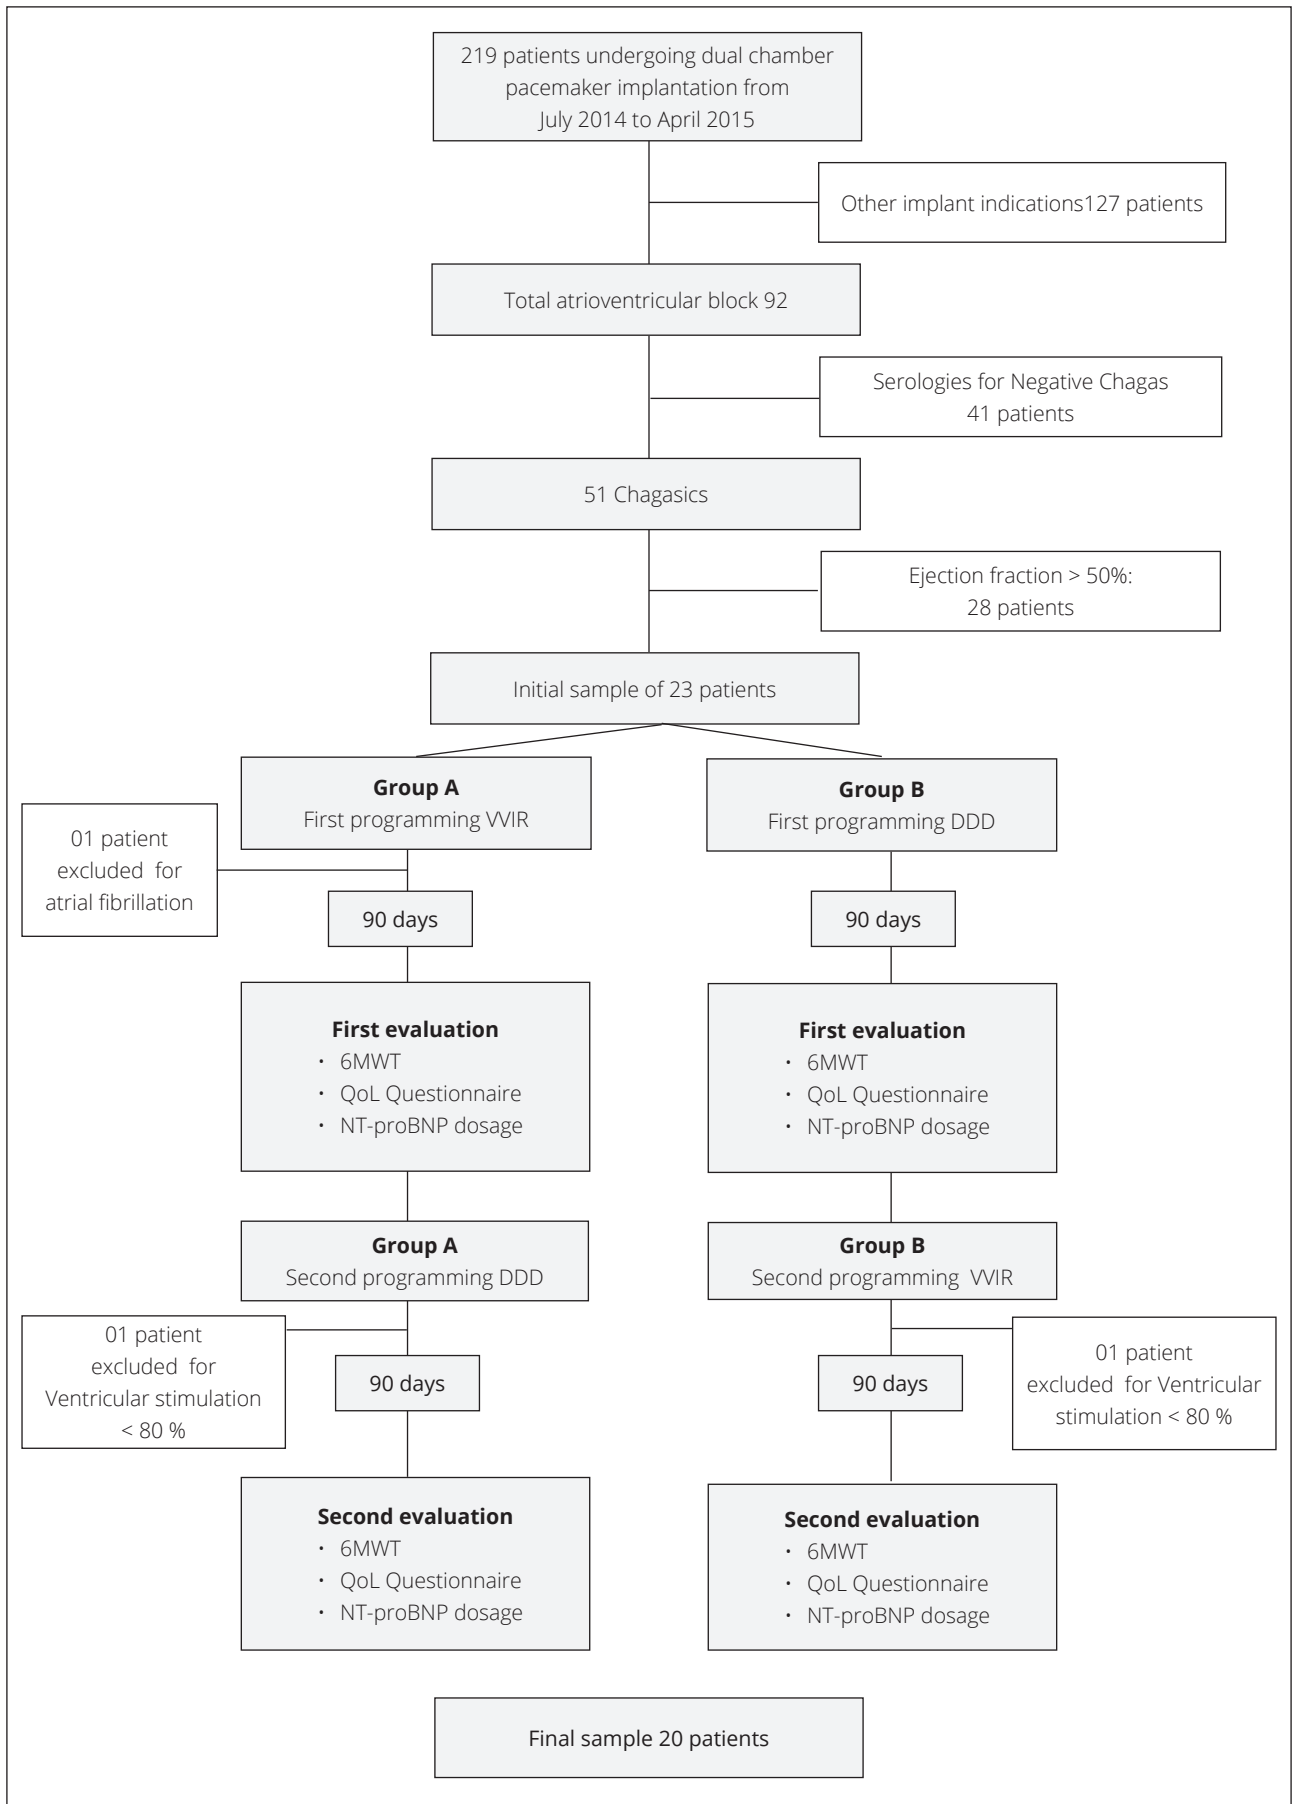 219 patients undergoing dual chamber
pacemaker implantation from
July 2014 to April 2015
Other implant indications127 patients
Total atrioventricular block 92
Serologies for Negative Chagas
41 patients
51 Chagasics
Ejection fraction > 50%:
28 patients
Initial sample of 23 patients
Group A
First programming VVIR
Group B
First programming DDD
01 patient
excluded for
atrial fibrillation
90 days
90 days
First evaluation
• 6MWT
• QoL Questionnaire
• NT-proBNP dosage
First evaluation
• 6MWT
• QoL Questionnaire
• NT-proBNP dosage
Group A
Second programming DDD
Group B
Second programming VVIR
01 patient
excluded for
Ventricular stimulation
< 80 %
90 days
90 days
01 patient
excluded for Ventricular
stimulation < 80 %
Second evaluation
• 6MWT
• QoL Questionnaire
• NT-proBNP dosage
Second evaluation
• 6MWT
• QoL Questionnaire
• NT-proBNP dosage
Final sample 20 patients